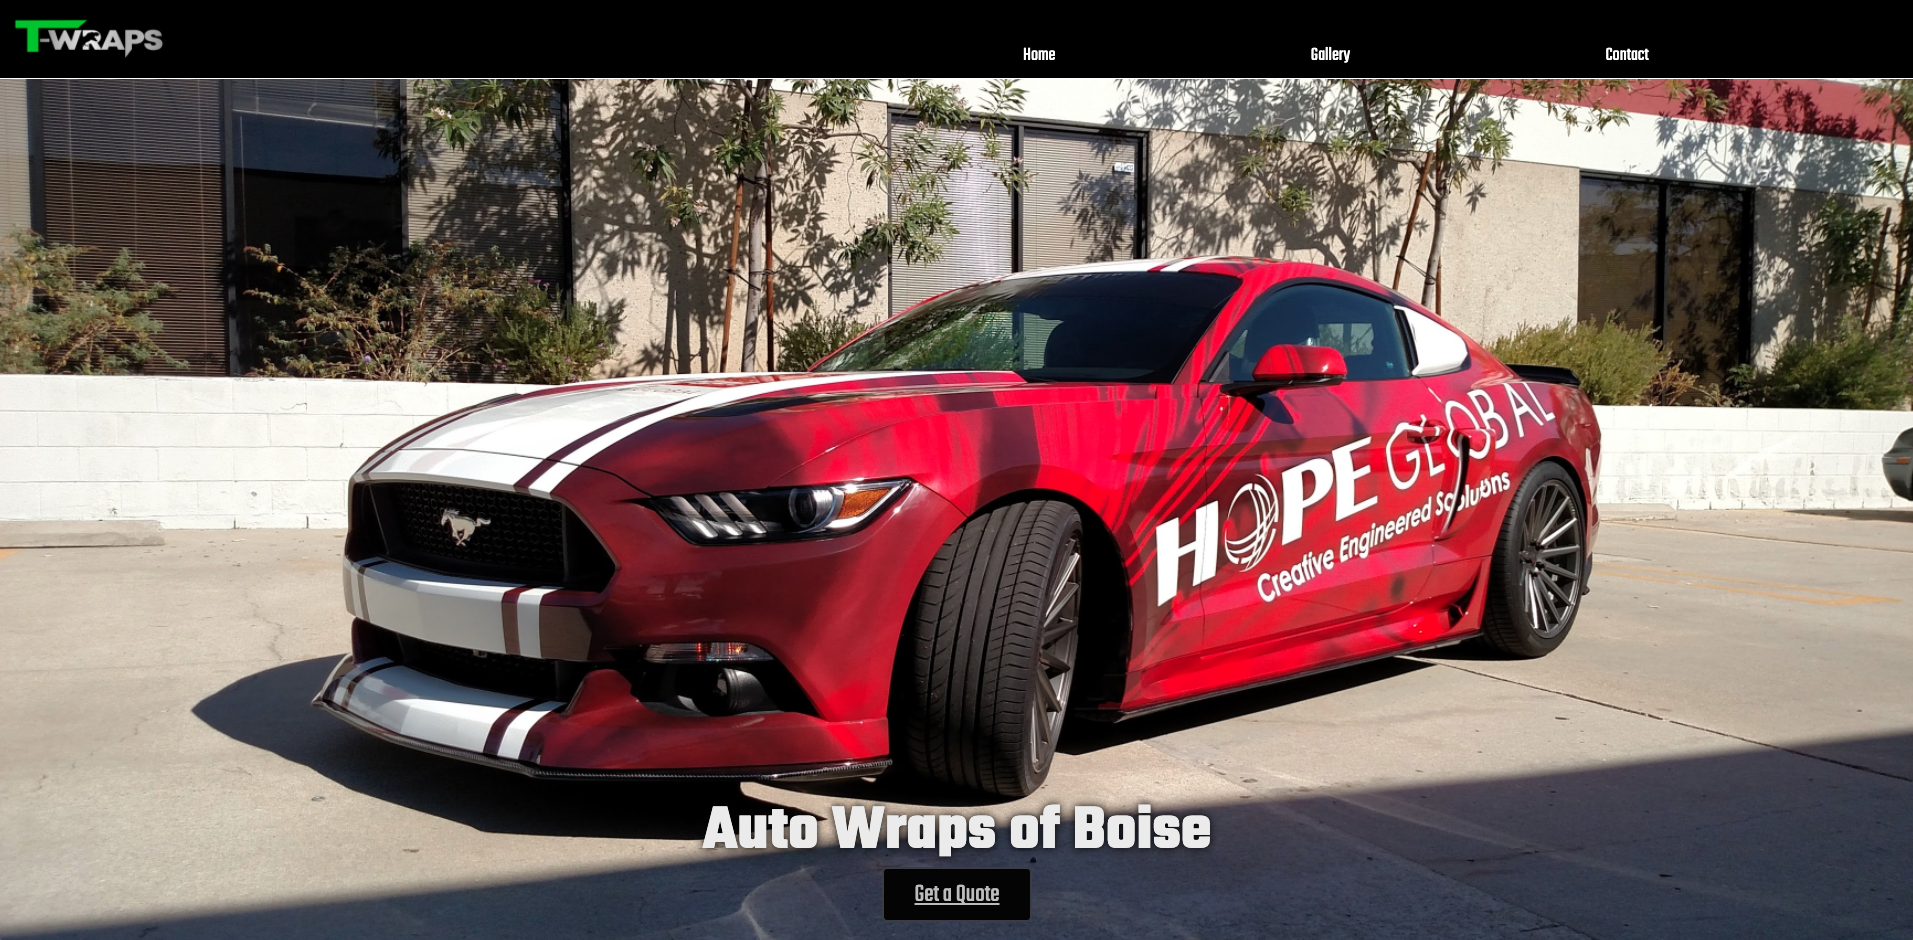 T-WRAPS
Home
Gallery
Contact
HOPE GLOBAL
Creative Engineered Solutions
Auto Wraps of Boise
Get a Quote